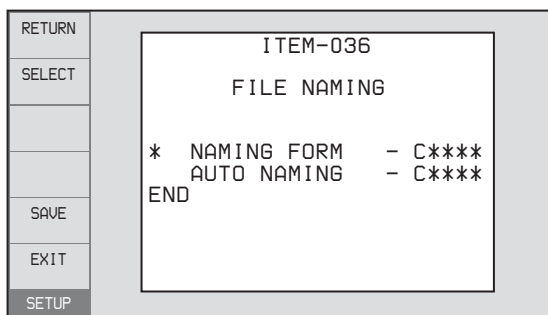 RETURN
SELECT
SAVE
EXIT
SETUP
ITEM-036
FILE NAMING
* NAMING FORM - C****
AUTO NAMING - C****
END